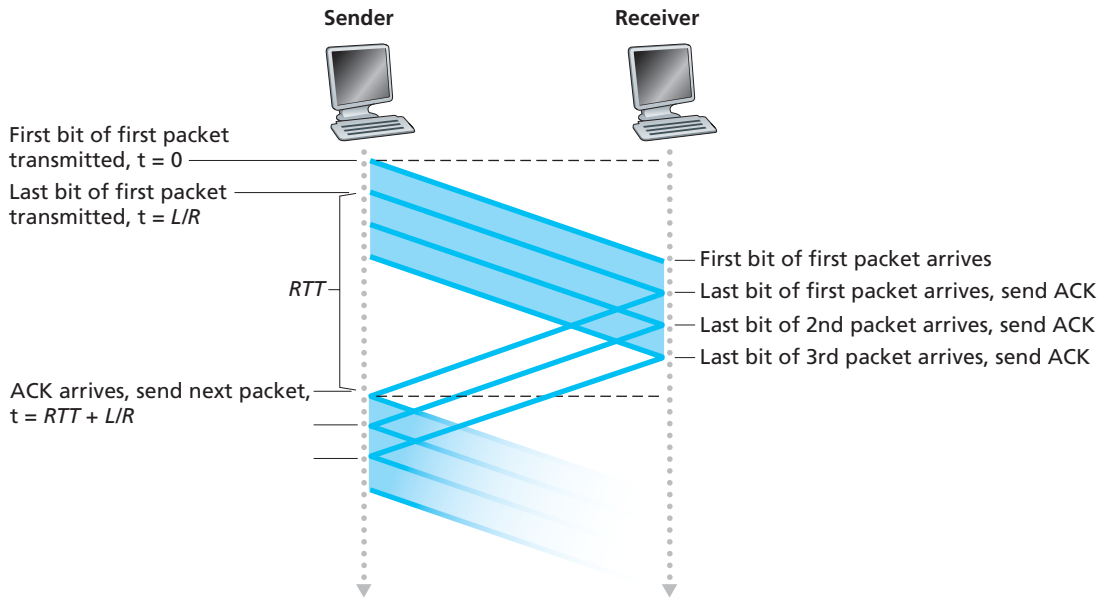 Sender
Receiver
First bit of first packet
transmitted, t = 0
Last bit of first packet
transmitted, t = L/R
RTT
First bit of first packet arrives
Last bit of first packet arrives, send ACK
Last bit of 2nd packet arrives, send ACK
Last bit of 3rd packet arrives, send ACK
ACK arrives, send next packet,
t = RTT + L/R